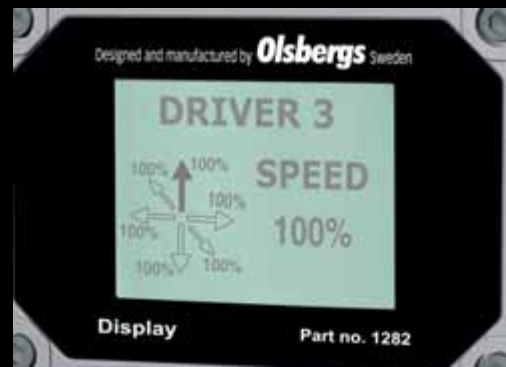 Designed and manufactured by Olsbergs Sweden
DRIVER 3
100% 100%
SPEED
100%
100%
100%
100% 100%
Display
Part no. 1282